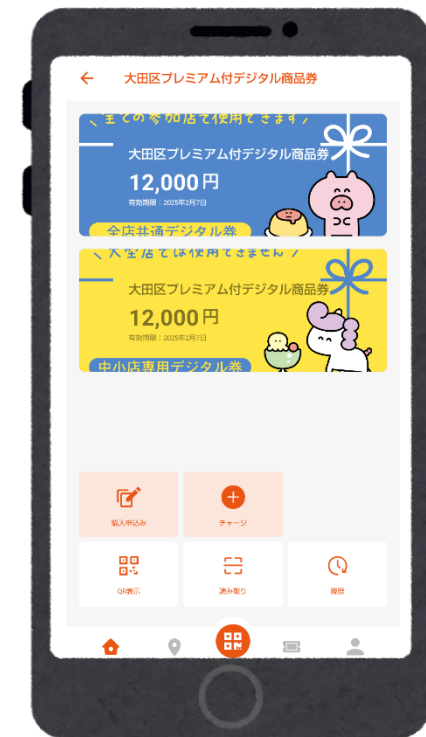 ← 大田区プレミアム付デジタル商品券
\ 全ての参加店で使用できます /
大田区プレミアム付デジタル商品券
12,000円
有効期限：2025年2月7日
全店共通デジタル券
\ 大型店では使用できません /
大田区プレミアム付デジタル商品券
12,000円
有効期限：2025年2月7日
中小店専用デジタル券
購入申込み
チャージ
QR表示
読み取り
履歴